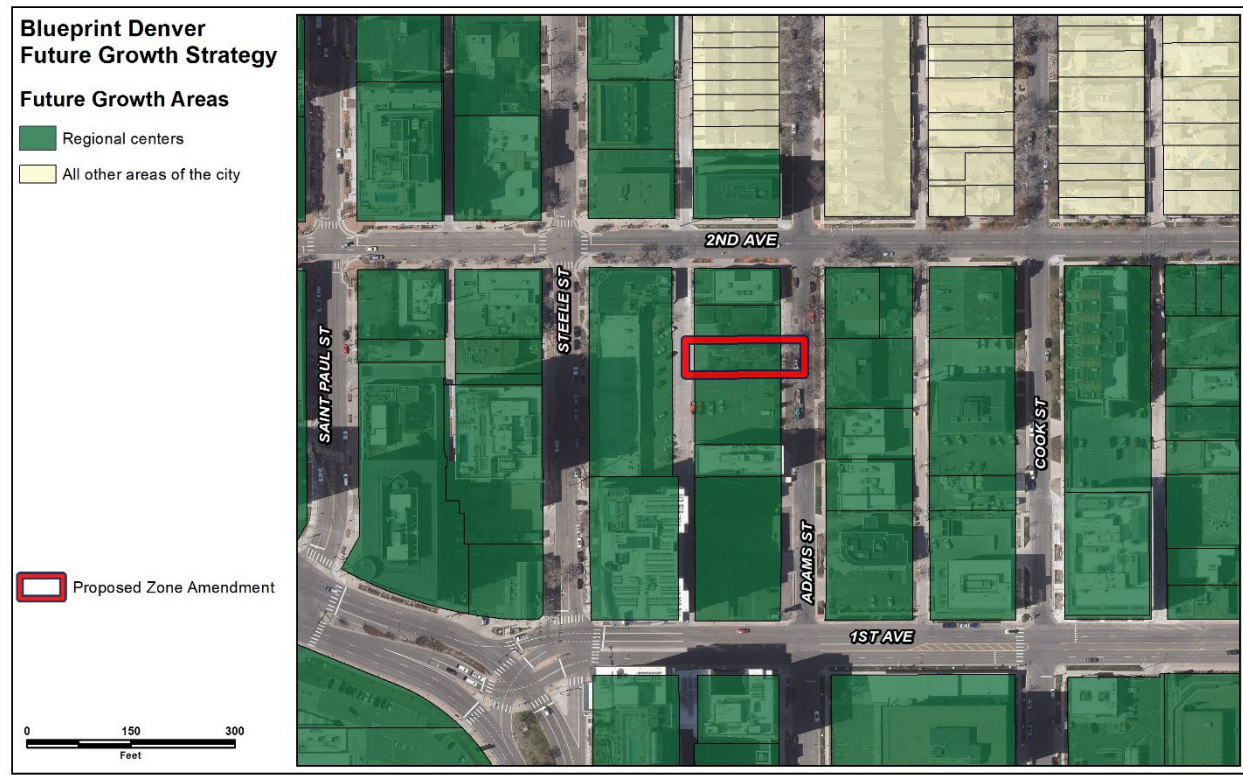 Blueprint Denver
Future Growth Strategy
Future Growth Areas
Regional centers
All other areas of the city
Proposed Zone Amendment
0 150 300
Feet
2ND AVE
SAINT PAUL ST
STEELE ST
ADAMS ST
COOK ST
1ST AVE